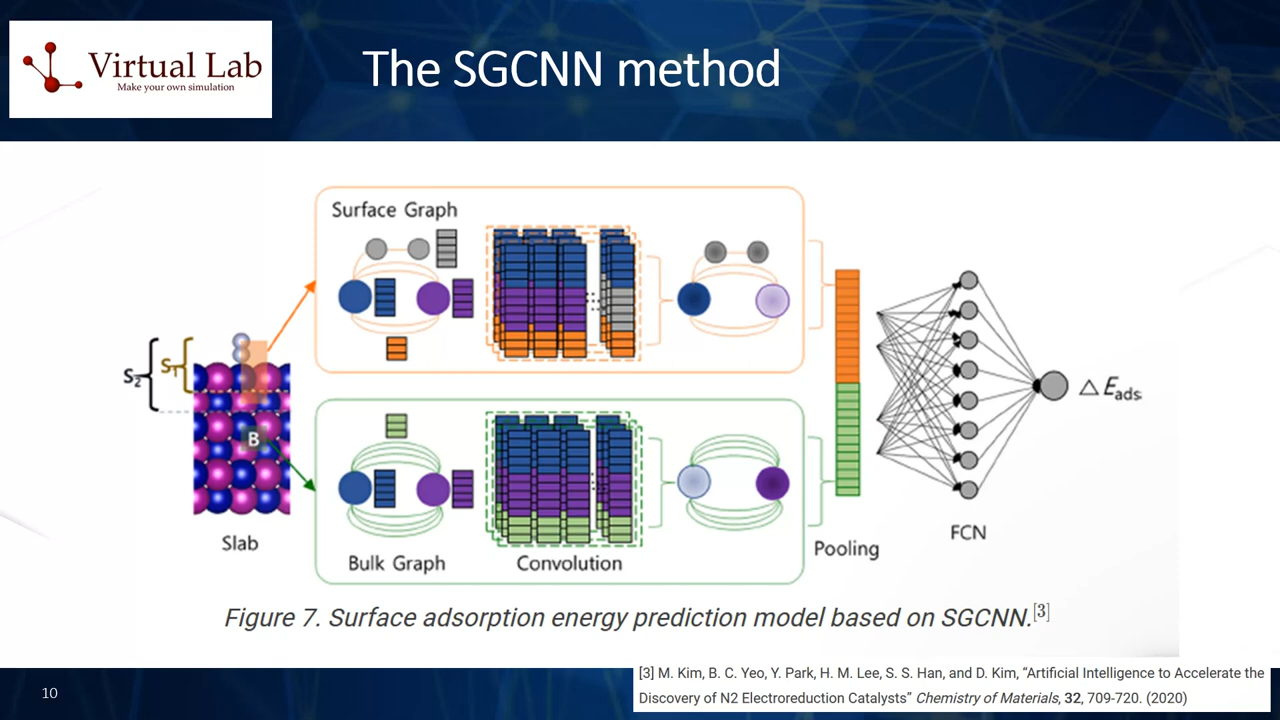 Virtual Lab
Make your own simulation
The SGCNN method
Surface Graph
S₂
S₁
B
Slab
Bulk Graph
Convolution
Pooling
FCN
△ Eads.
Figure 7. Surface adsorption energy prediction model based on SGCNN.[3]
10
[3] M. Kim, B. C. Yeo, Y. Park, H. M. Lee, S. S. Han, and D. Kim, “Artificial Intelligence to Accelerate the
Discovery of N2 Electroreduction Catalysts” Chemistry of Materials, 32, 709-720. (2020)